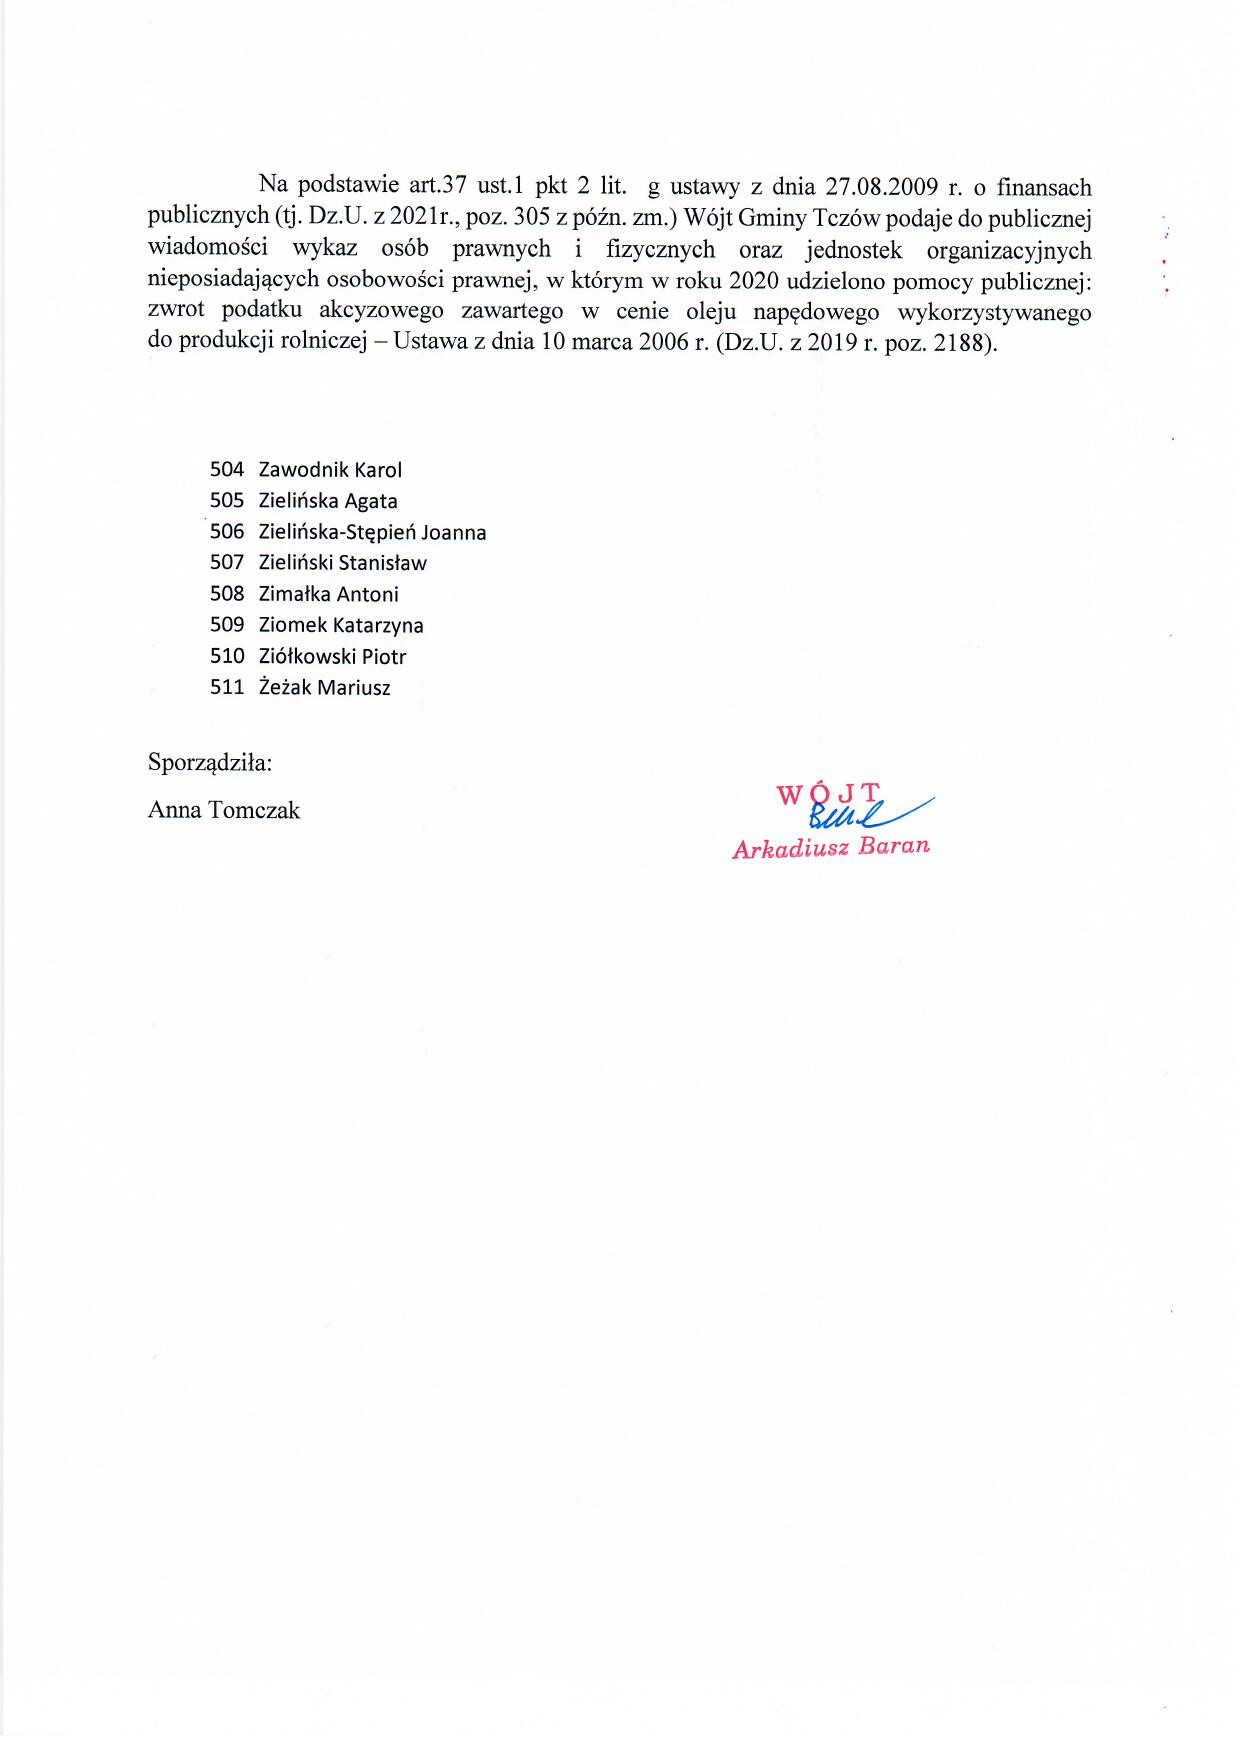 Na podstawie art.37 ust.1 pkt 2 lit. g ustawy z dnia 27.08.2009 r. o finansach
publicznych (tj. Dz.U. z 2021r., poz. 305 z późn. zm.) Wójt Gminy Tczów podaje do publicznej
wiadomości wykaz osób prawnych i fizycznych oraz jednostek organizacyjnych
nieposiadających osobowości prawnej, w którym w roku 2020 udzielono pomocy publicznej:
zwrot podatku akcyzowego zawartego w cenie oleju napędowego wykorzystywanego
do produkcji rolniczej – Ustawa z dnia 10 marca 2006 r. (Dz.U. z 2019 r. poz. 2188).
504 Zawodnik Karol
505 Zielińska Agata
506 Zielińska-Stępień Joanna
507 Zieliński Stanisław
508 Zimałka Antoni
509 Ziomek Katarzyna
510 Ziółkowski Piotr
511 Żeżak Mariusz
Sporządziła:
Anna Tomczak
WÓJT
Arkadiusz Baran